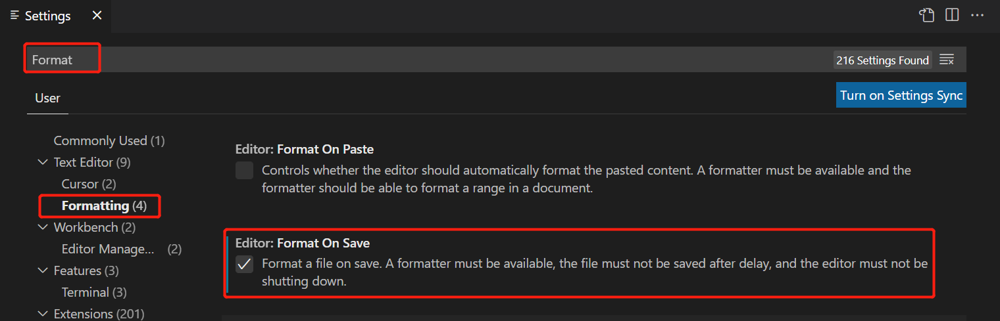 Settings
Format
216 Settings Found
User
Turn on Settings Sync
Commonly Used (1)
Text Editor (9)
Cursor (2)
Formatting (4)
Workbench (2)
Editor Manage... (2)
Features (3)
Terminal (3)
Extensions (201)
Editor: Format On Paste
Controls whether the editor should automatically format the pasted content. A formatter must be available and the
formatter should be able to format a range in a document.
Editor: Format On Save
Format a file on save. A formatter must be available, the file must not be saved after delay, and the editor must not be
shutting down.